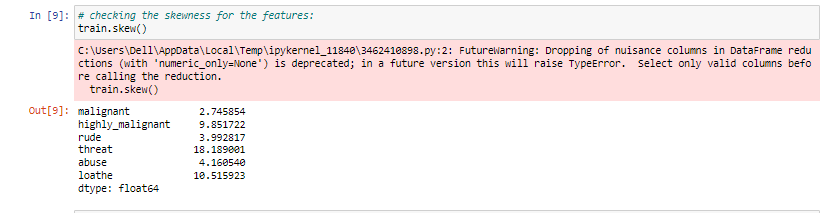 In [9]: # checking the skewness for the features:
train.skew()
C:\Users\Dell\AppData\Local\Temp\ipykernel_11840\3462410898.py:2: FutureWarning: Dropping of nuisance columns in DataFrame redu
ctions (with 'numeric_only=None') is deprecated; in a future version this will raise TypeError.  Select only valid columns befo
re calling the reduction.
  train.skew()
Out[9]: malignant           2.745854
highly_malignant    9.851722
rude                3.992817
threat             18.189001
abuse               4.160540
loathe             10.515923
dtype: float64